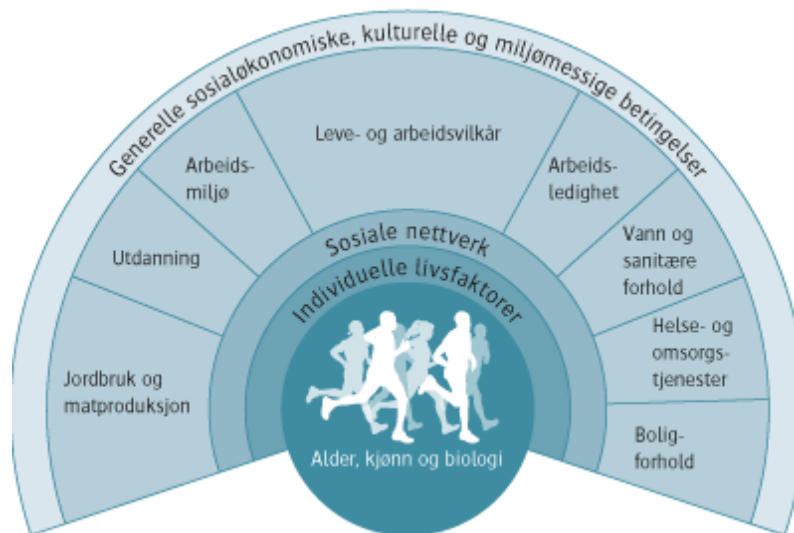 Generelle sosialøkonomiske, kulturelle og miljømessige betingelser
Leve- og arbeidsvilkår
Arbeids-
miljø
Arbeids-
ledighet
Utdanning
Vann og
sanitære
forhold
Jordbruk og
matproduksjon
Helse- og
omsorgs-
tjenester
Bolig-
forhold
Sosiale nettverk
Individuelle livsfaktorer
Alder, kjønn og biologi